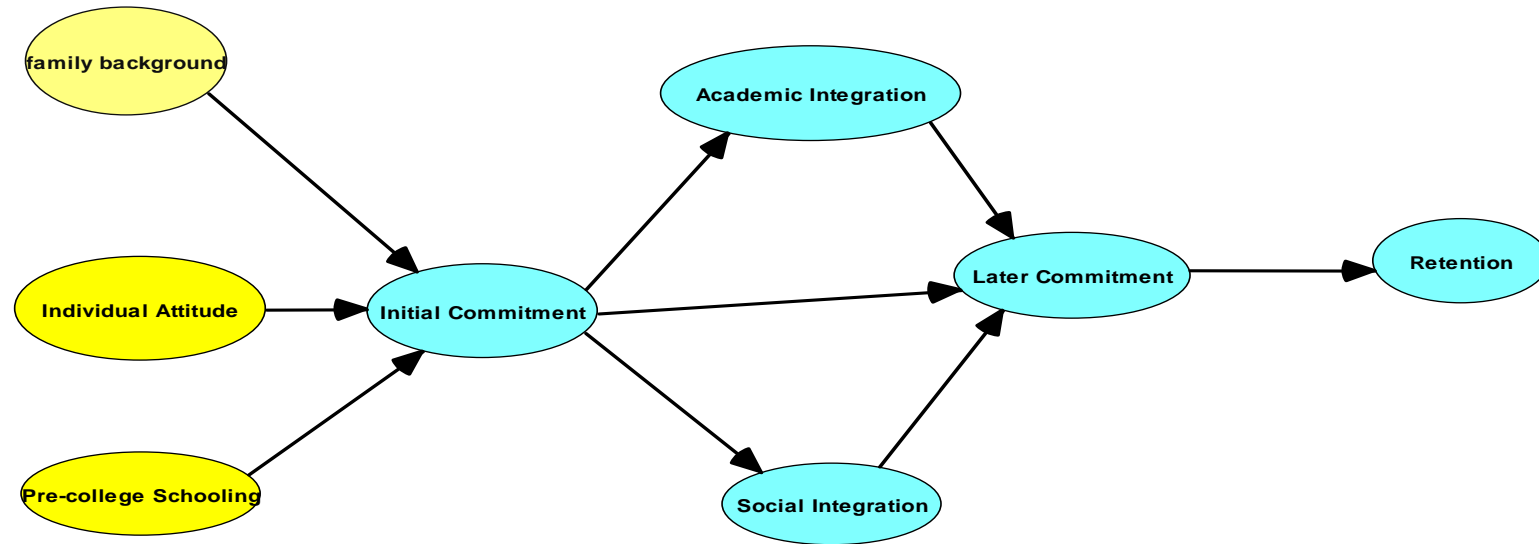 family background
Academic Integration
Individual Attitude
Initial Commitment
Later Commitment
Retention
Pre-college Schooling
Social Integration